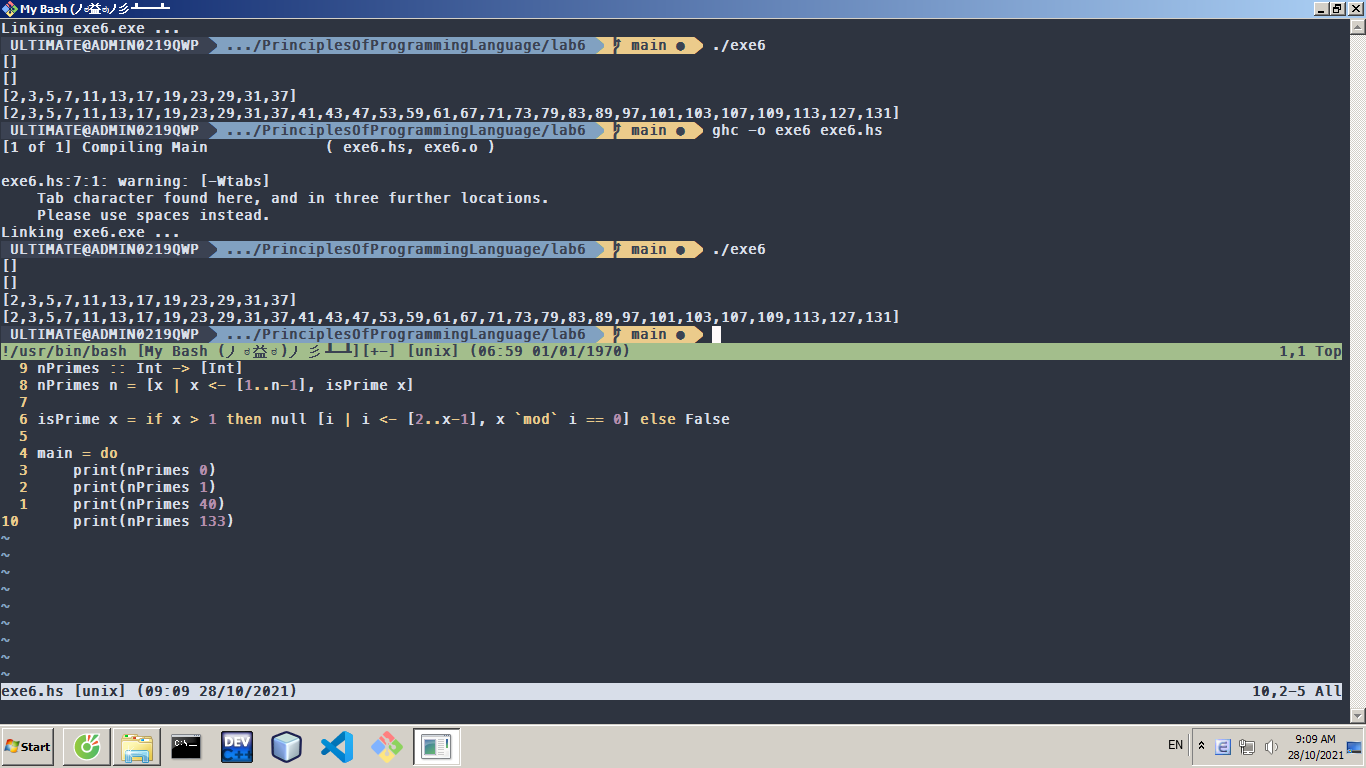 My Bash (ノಠ益ಠ)ノ彡┻━┻
Linking exe6.exe ...
ULTIMATE@ADMIN0219QWP .../PrinciplesOfProgrammingLanguage/lab6 main ● ./exe6
[]
[]
[2,3,5,7,11,13,17,19,23,29,31,37]
[2,3,5,7,11,13,17,19,23,29,31,37,41,43,47,53,59,61,67,71,73,79,83,89,97,101,103,107,109,113,127,131]
ULTIMATE@ADMIN0219QWP .../PrinciplesOfProgrammingLanguage/lab6 main ● ghc -o exe6 exe6.hs
[1 of 1] Compiling Main ( exe6.hs, exe6.o )
exe6.hs:7:1: warning: [-Wtabs]
Tab character found here, and in three further locations.
Please use spaces instead.
Linking exe6.exe ...
ULTIMATE@ADMIN0219QWP .../PrinciplesOfProgrammingLanguage/lab6 main ● ./exe6
[]
[]
[2,3,5,7,11,13,17,19,23,29,31,37]
[2,3,5,7,11,13,17,19,23,29,31,37,41,43,47,53,59,61,67,71,73,79,83,89,97,101,103,107,109,113,127,131]
ULTIMATE@ADMIN0219QWP .../PrinciplesOfProgrammingLanguage/lab6 main ●
!/usr/bin/bash [My Bash (ノಠ益ಠ)ノ彡┻━┻][+-] [unix] (06:59 01/01/1970) 1,1 Top
9 nPrimes :: Int -> [Int]
8 nPrimes n = [x | x <- [1..n-1], isPrime x]
7
6 isPrime x = if x > 1 then null [i | i <- [2..x-1], x `mod` i == 0] else False
5
4 main = do
3 print(nPrimes 0)
2 print(nPrimes 1)
1 print(nPrimes 40)
10 print(nPrimes 133)
~
~
~
~
~
~
~
~
~
exe6.hs [unix] (09:09 28/10/2021) 10,2-5 All
Start
C:\_
DEV
C++
EN
9:09 AM
28/10/2021